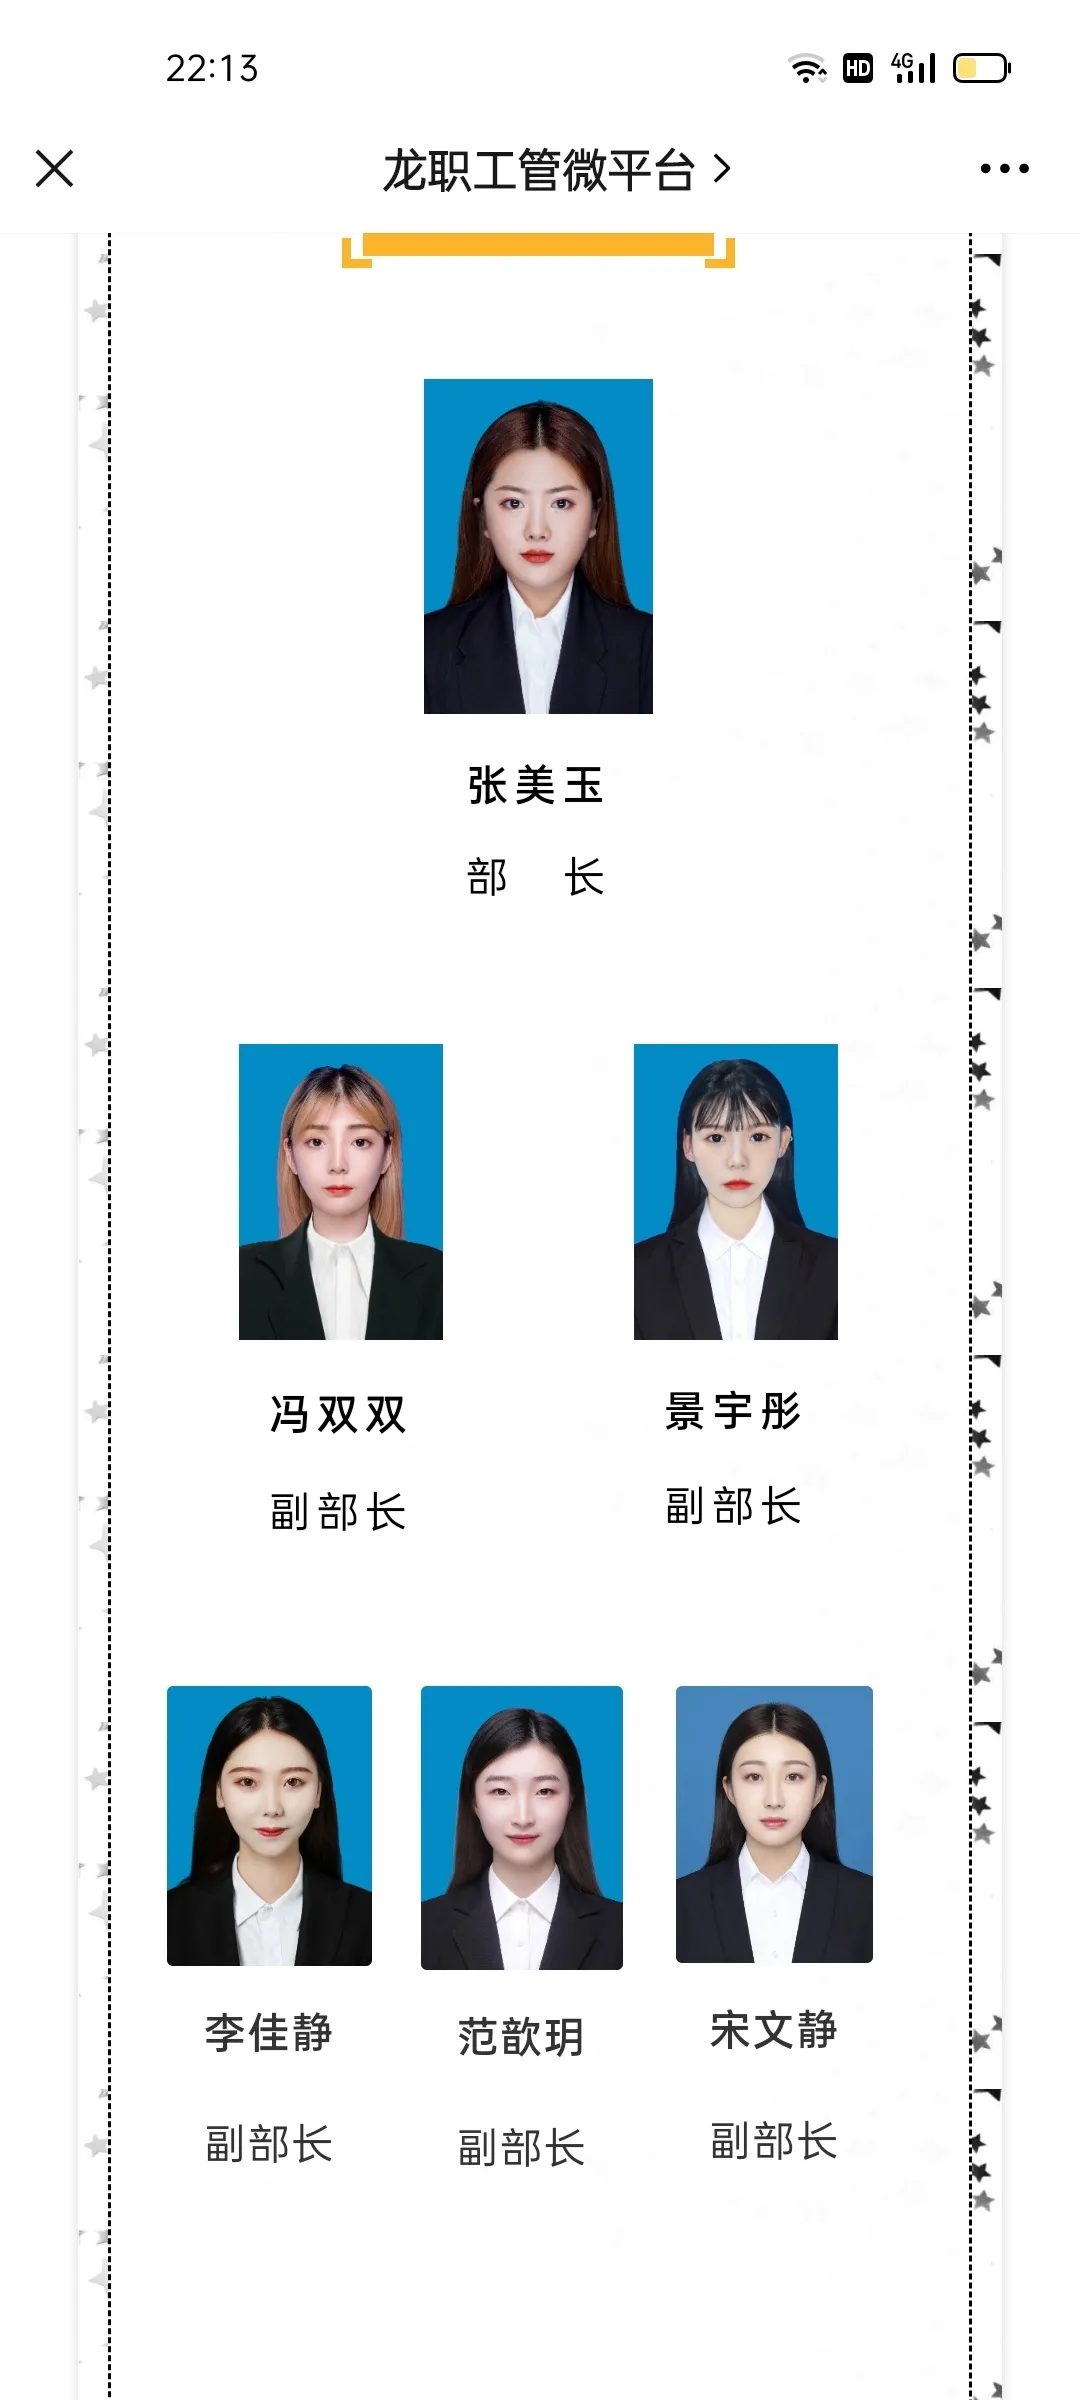 22:13
HD 4G
龙职工管微平台
张美玉
部 长
冯双双 景宇彤
副部长 副部长
李佳静 范歆玥 宋文静
副部长 副部长 副部长